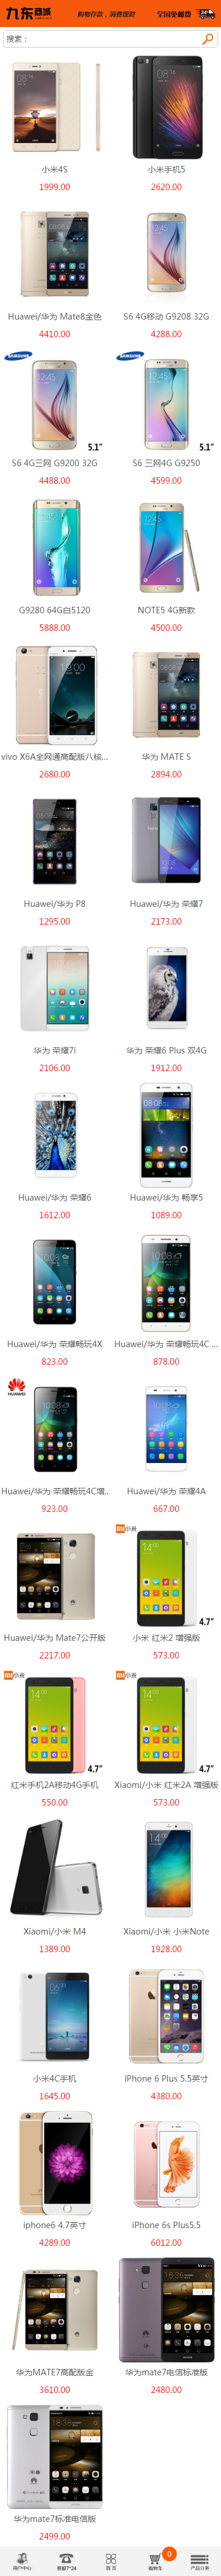 九东商城
购物存款，消费理财
全国免邮费
搜索：
小米4S
小米手机5
1999.00
2620.00
Huawei/华为 Mate8金色
S6 4G移动 G9208 32G
4410.00
4288.00
SAMSUNG
SAMSUNG
5.1"
5.1"
S6 4G三网 G9200 32G
S6 三网4G G9250
4488.00
4599.00
G9280 64G白5120
NOTE5 4G新款
5888.00
4500.00
vivo X6A全网通高配版八核...
华为 MATE S
2680.00
2894.00
Huawei/华为 P8
Huawei/华为 荣耀7
1295.00
2173.00
华为 荣耀7i
华为 荣耀6 Plus 双4G
2106.00
1912.00
Huawei/华为 荣耀6
Huawei/华为 畅享5
1612.00
1089.00
Huawei/华为 荣耀畅玩4X
Huawei/华为 荣耀畅玩4C ...
823.00
878.00
HUAWEI
Huawei/华为 荣耀畅玩4C增...
Huawei/华为 荣耀4A
923.00
667.00
小米
4.7"
Huawei/华为 Mate7公开版
小米 红米2 增强版
2217.00
573.00
小米
小米
4.7"
4.7"
红米手机2A移动4G手机
Xiaomi/小米 红米2A 增强版
550.00
573.00
Xiaomi/小米 M4
Xiaomi/小米 小米Note
1389.00
1928.00
小米4C手机
iPhone 6 Plus 5.5英寸
1645.00
4380.00
iphone6 4.7英寸
iPhone 6s Plus5.5
4289.00
6012.00
华为MATE7高配版金
华为mate7电信标准版
3610.00
2480.00
华为mate7标准电信版
2499.00
0
用户中心
客服7*24
首 页
购物车
产品分类